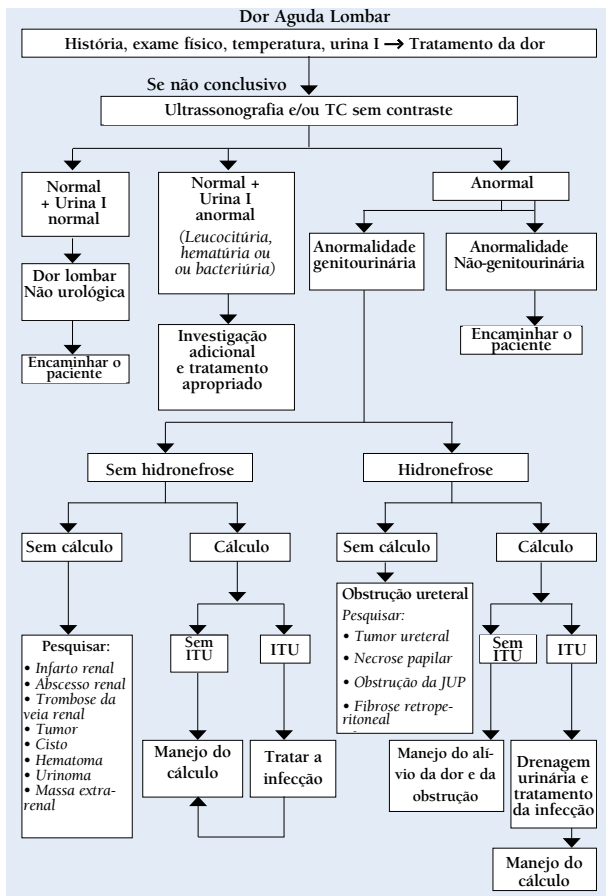 Dor Aguda Lombar
História, exame físico, temperatura, urina I → Tratamento da dor
Se não conclusivo
Ultrassonografia e/ou TC sem contraste
Normal
+ Urina I
normal
Normal +
Urina I
anormal
(Leucocitúria,
hematúria ou
ou bacteriúria)
Anormal
Anormalidade
genitourinária
Anormalidade
Não-genitourinária
Dor lombar
Não urológica
Encaminhar o
paciente
Investigação
adicional
e tratamento
apropriado
Encaminhar o
paciente
Sem hidronefrose
Hidronefrose
Sem cálculo
Cálculo
Sem cálculo
Cálculo
Pesquisar:
• Infarto renal
• Abscesso renal
• Trombose da
veia renal
• Tumor
• Cisto
• Hematoma
• Urinoma
• Massa extra-
renal
Sem
ITU
ITU
Manejo do
cálculo
Tratar a
infecção
Obstrução ureteral
Pesquisar:
• Tumor ureteral
• Necrose papilar
• Obstrução da JUP
• Fibrose retrope-
ritoneal
Sem
ITU
ITU
Manejo do alí-
vio da dor e da
obstrução
Drenagem
urinária e
tratamento
da infecção
Manejo do
cálculo